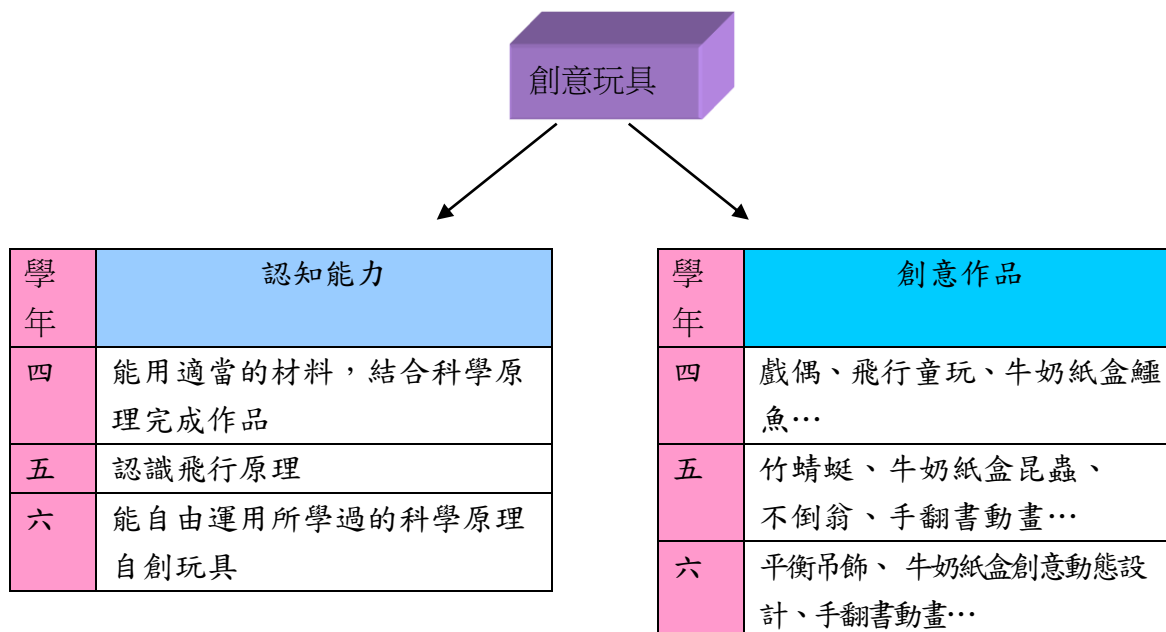 創意玩具
學年
認知能力
四
能用適當的材料，結合科學原
理完成作品
五
認識飛行原理
六
能自由運用所學過的科學原理
自創玩具
學年
創意作品
四
戲偶、飛行童玩、牛奶紙盒鱷
魚…
五
竹蜻蜓、牛奶紙盒昆蟲、
不倒翁、手翻書動畫…
六
平衡吊飾、 牛奶紙盒創意動態設
計、手翻書動畫…